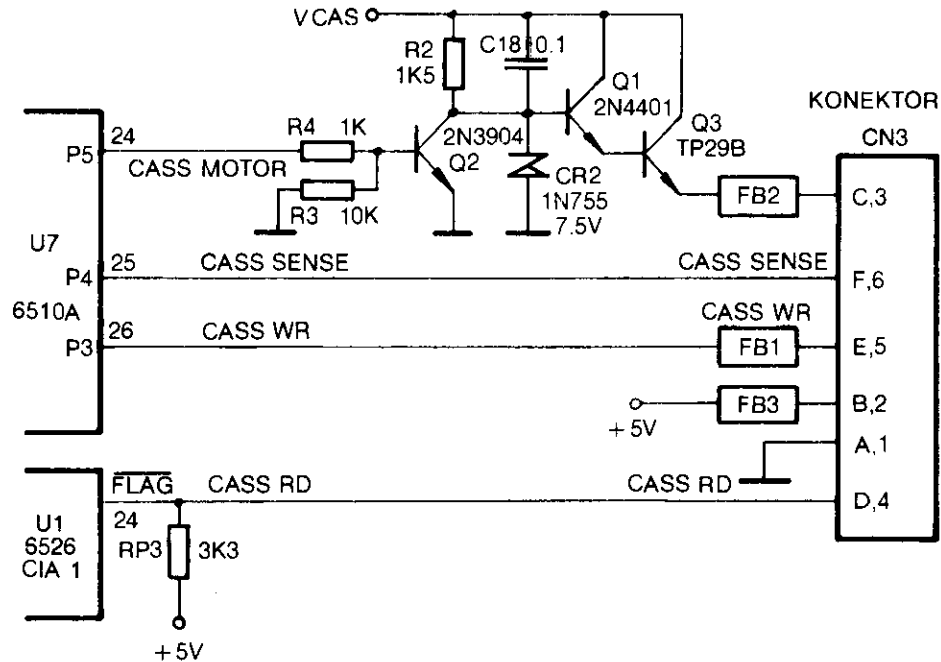 V CAS
R2
1K5
C18 0.1
Q1
2N4401
Q3
TP29B
KONEKTOR
CN3
24
P5
R4 1K
CASS MOTOR
2N3904
Q2
R3 10K
CR2
1N755
7.5V
FB2
C,3
U7
25
P4
CASS SENSE
CASS SENSE
F,6
6510A
26
P3
CASS WR
CASS WR
FB1
E,5
+5V
FB3
B,2
A,1
FLAG
CASS RD
CASS RD
D,4
24
U1
6526
CIA 1
RP3 3K3
+5V